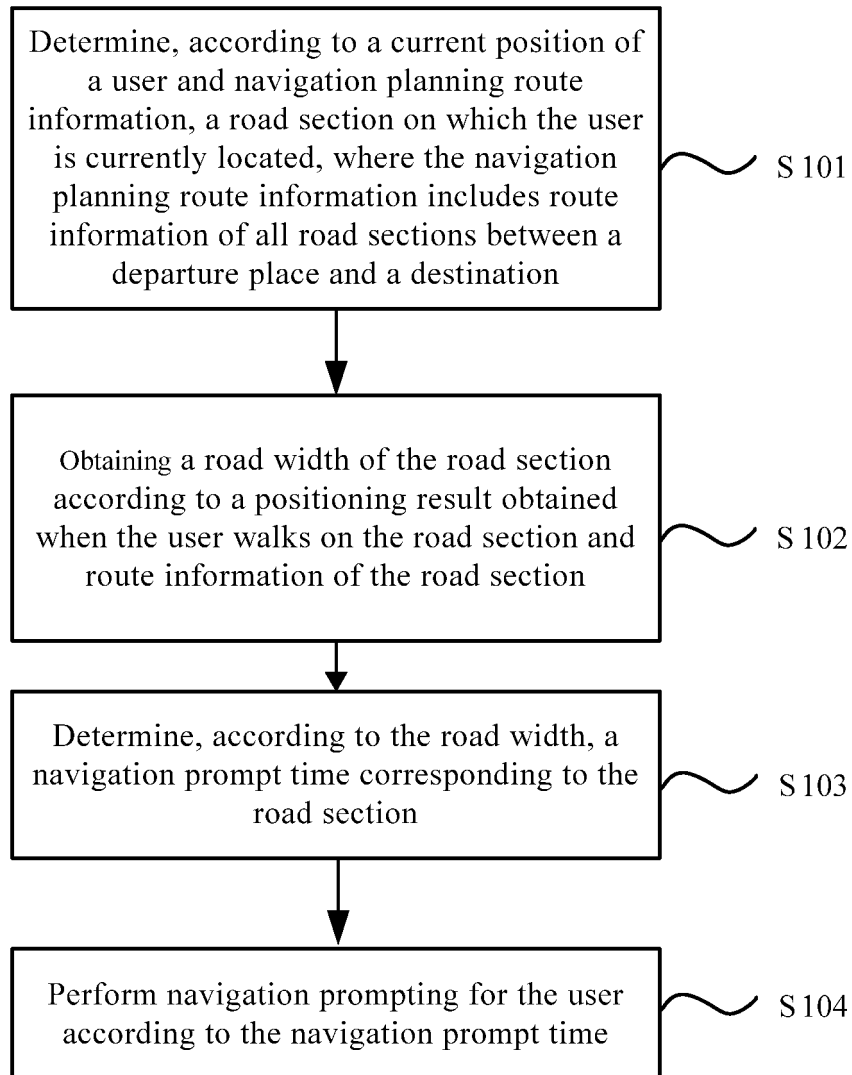 Determine, according to a current position of
a user and navigation planning route
information, a road section on which the user
is currently located, where the navigation
planning route information includes route
information of all road sections between a
departure place and a destination
S 101
Obtaining a road width of the road section
according to a positioning result obtained
when the user walks on the road section and
route information of the road section
S 102
Determine, according to the road width, a
navigation prompt time corresponding to the
road section
S 103
Perform navigation prompting for the user
according to the navigation prompt time
S 104